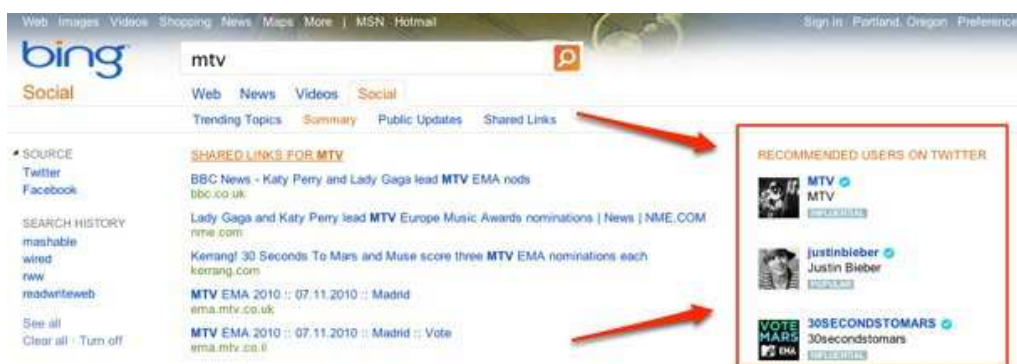 Web Images Videos Shopping News Maps More | MSN Hotmail
Sign in Portland, Oregon Preference
bing
mtv
Social
Web News Videos Social
Trending Topics Summary Public Updates Shared Links
SOURCE
Twitter
Facebook
SEARCH HISTORY
mashable
wired
rww
readwriteweb
See all
Clear all · Turn off
SHARED LINKS FOR MTV
BBC News - Katy Perry and Lady Gaga lead MTV EMA nods
bbc.co.uk
Lady Gaga and Katy Perry lead MTV Europe Music Awards nominations | News | NME.COM
nme.com
Kerrang! 30 Seconds To Mars and Muse score three MTV EMA nominations each
kerrang.com
MTV EMA 2010 :: 07.11.2010 :: Madrid
ema.mtv.co.uk
MTV EMA 2010 :: 07.11.2010 :: Madrid :: Vote
ema.mtv.co.il
RECOMMENDED USERS ON TWITTER
MTV
MTV
INFLUENTIAL
justinbieber
Justin Bieber
POPULAR
VOTE
MARS
EMA
30SECONDSTOMARS
30secondstomars
INFLUENTIAL